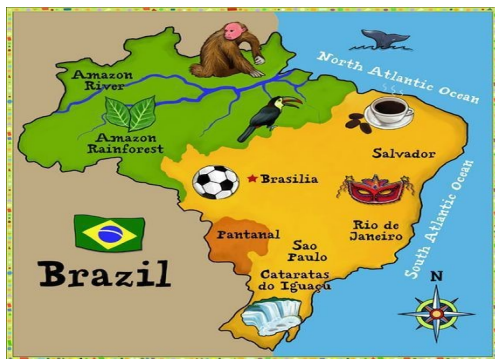 North Atlantic Ocean
Amazon
River
Amazon
Rainforest
Salvador
Brasilia
South Atlantic Ocean
Pantanal
Rio de
Janeiro
Sao
Paulo
Cataratas
do Iguaçu
Brazil
N